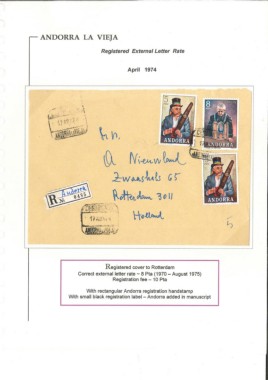 ANDORRA LA VIEJA
Registered External Letter Rate
April 1974
ANDORRA
ANDORRA
ANDORRA
A Nieuwland
Zwaanshals 65
Rotterdam 3011
Holland
R
Andorra
Registered cover to Rotterdam
Correct external letter rate – 8 Pta (1970 – August 1975)
Registration fee – 10 Pta
With rectangular Andorra registration handstamp
With small black registration label – Andorra added in manuscript